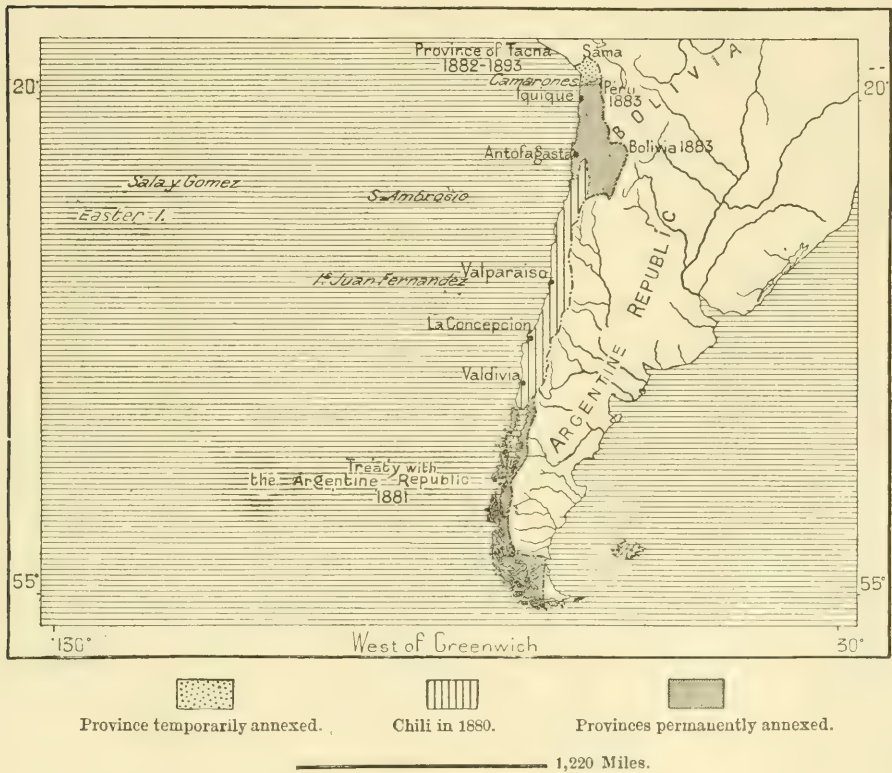 Province of Tacna
1882-1893
Sama
20°
20°
Camarones
Iquique
Peru
1883
BOLIVIA
Antofagasta
Bolivia 1883
Sala y Gomez
Easter I.
S. Ambrosio
Is. Juan Fernandez
Valparaiso
La Concepcion
Valdivia
ARGENTINE REPUBLIC
Treaty with
the Argentine Republic
1881
55°
55°
130°
West of Greenwich
30°
Province temporarily annexed.
Chili in 1880.
Provinces permanently annexed.
1,220 Miles.